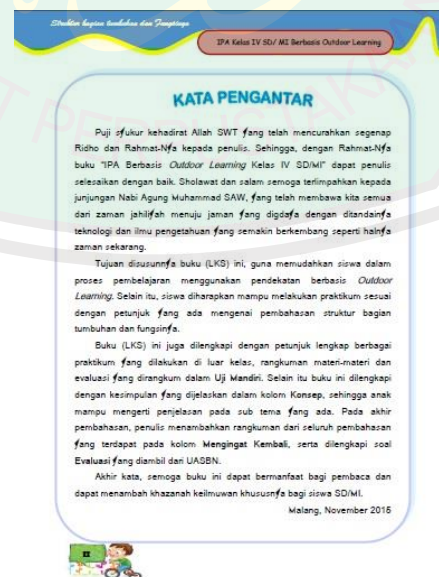 Struktur bagian tumbuhan dan Fungsinya
IPA Kelas IV SD/ MI Berbasis Outdoor Learning
KATA PENGANTAR
Puji syukur kehadirat Allah SWT yang telah mencurahkan segenap
Ridho dan Rahmat-Nya kepada penulis. Sehingga, dengan Rahmat-Nya
buku "IPA Berbasis Outdoor Learning Kelas IV SD/MI" dapat penulis
selesaikan dengan baik. Sholawat dan salam semoga terlimpahkan kepada
junjungan Nabi Agung Muhammad SAW, yang telah membawa kita semua
dari zaman jahiliyah menuju jaman yang digdaya dengan ditandainya
teknologi dan ilmu pengetahuan yang semakin berkembang seperti halnya
zaman sekarang.
Tujuan disusunnya buku (LKS) ini, guna memudahkan siswa dalam
proses pembelajaran menggunakan pendekatan berbasis Outdoor
Learning. Selain itu, siswa diharapkan mampu melakukan praktikum sesuai
dengan petunjuk yang ada mengenai pembahasan struktur bagian
tumbuhan dan fungsinya.
Buku (LKS) ini juga dilengkapi dengan petunjuk lengkap berbagai
praktikum yang dilakukan di luar kelas, rangkuman materi-materi dan
evaluasi yang dirangkum dalam Uji Mandiri. Selain itu buku ini dilengkapi
dengan kesimpulan yang dijelaskan dalam kolom Konsep, sehingga anak
mampu mengerti penjelasan pada sub tema yang ada. Pada akhir
pembahasan, penulis menambahkan rangkuman dari seluruh pembahasan
yang terdapat pada kolom Mengingat Kembali, serta dilengkapi soal
Evaluasi yang diambil dari UASBN.
Akhir kata, semoga buku ini dapat bermanfaat bagi pembaca dan
dapat menambah khazanah keilmuwan khususnya bagi siswa SD/MI.
Malang, November 2015
II